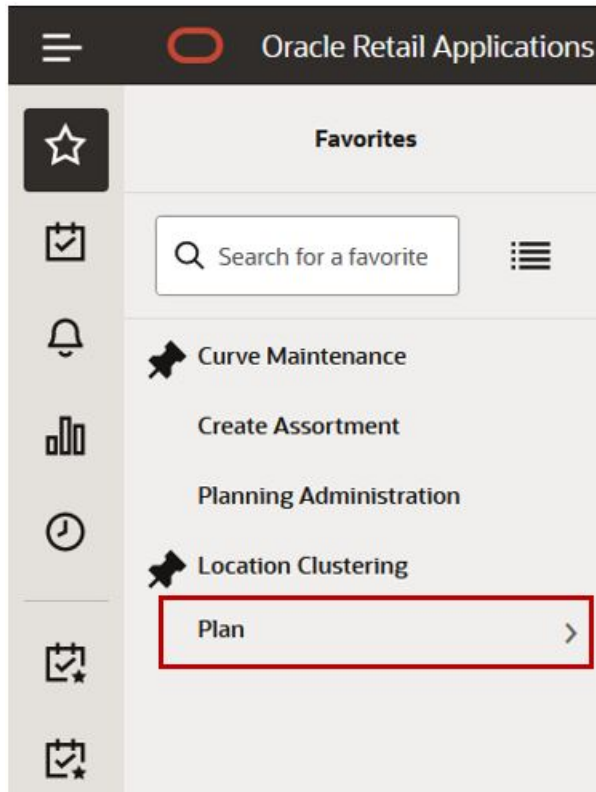 Oracle Retail Applications
Favorites
Search for a favorite
Curve Maintenance
Create Assortment
Planning Administration
Location Clustering
Plan